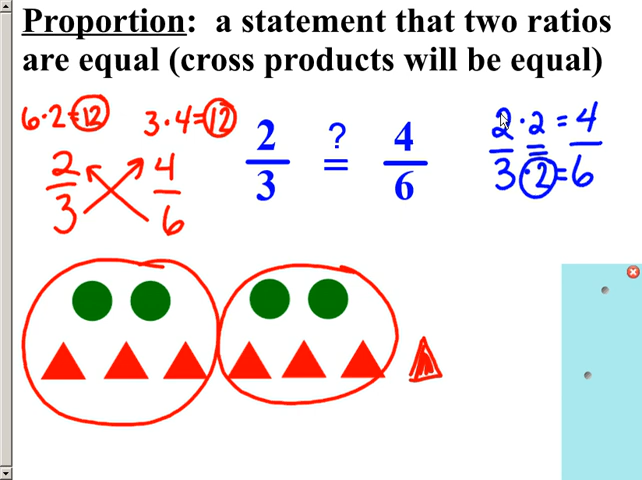 Proportion: a statement that two ratios
are equal (cross products will be equal)
6·2=12 3·4=12
2/3 4/6
2/3 ?= 4/6
2·2=4
3·2=6